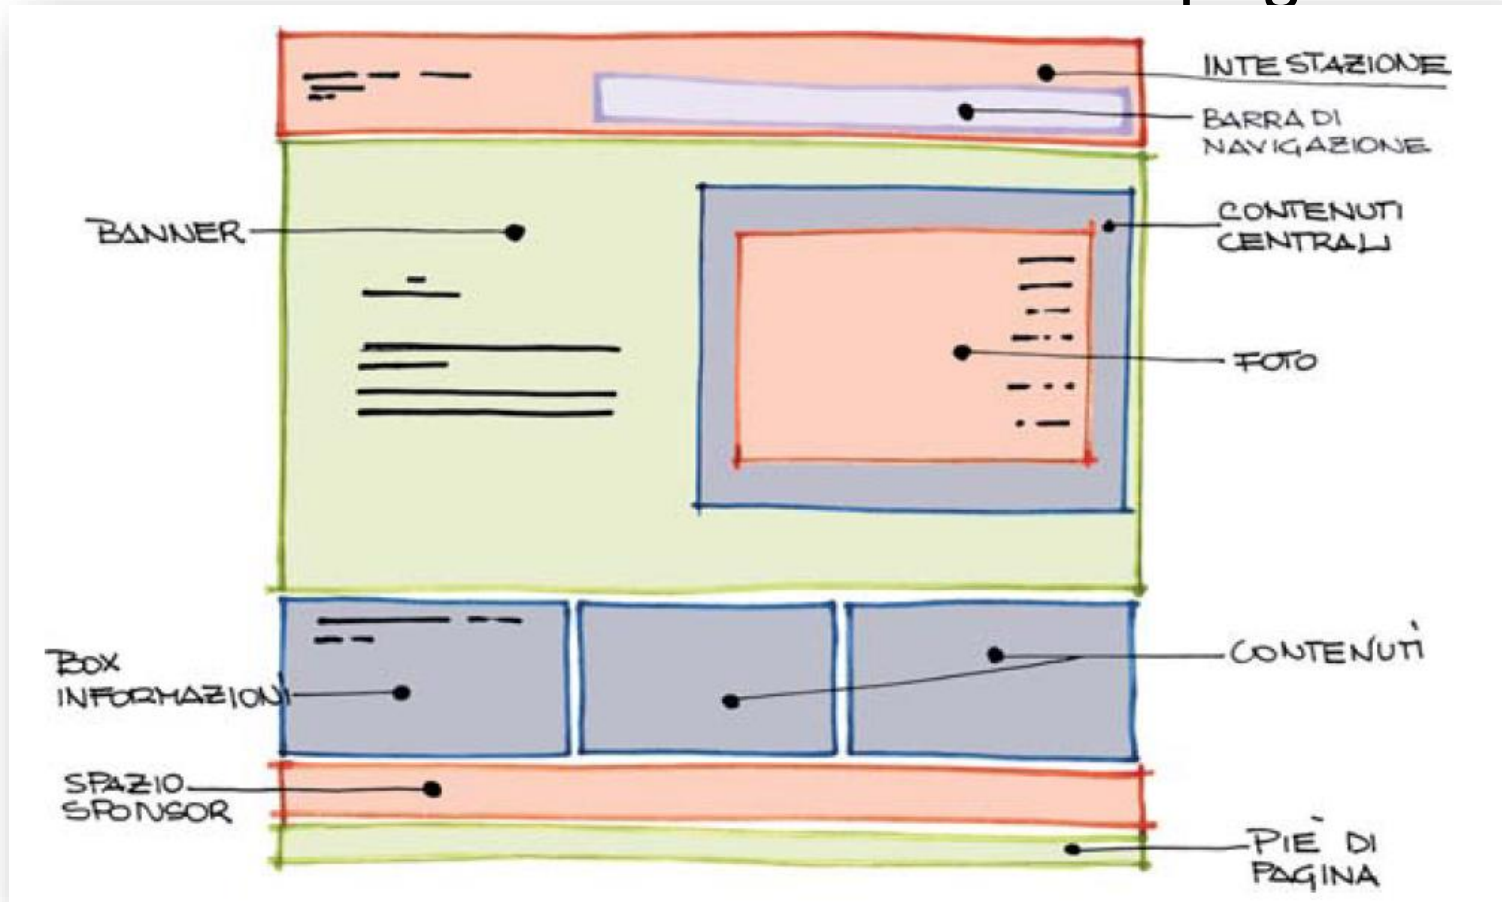 INTESTAZIONE
BARRA DI
NAVIGAZIONE
BANNER
CONTENUTI
CENTRALI
FOTO
BOX
INFORMAZIONI
CONTENUTI
SPAZIO
SPONSOR
PIE` DI
PAGINA